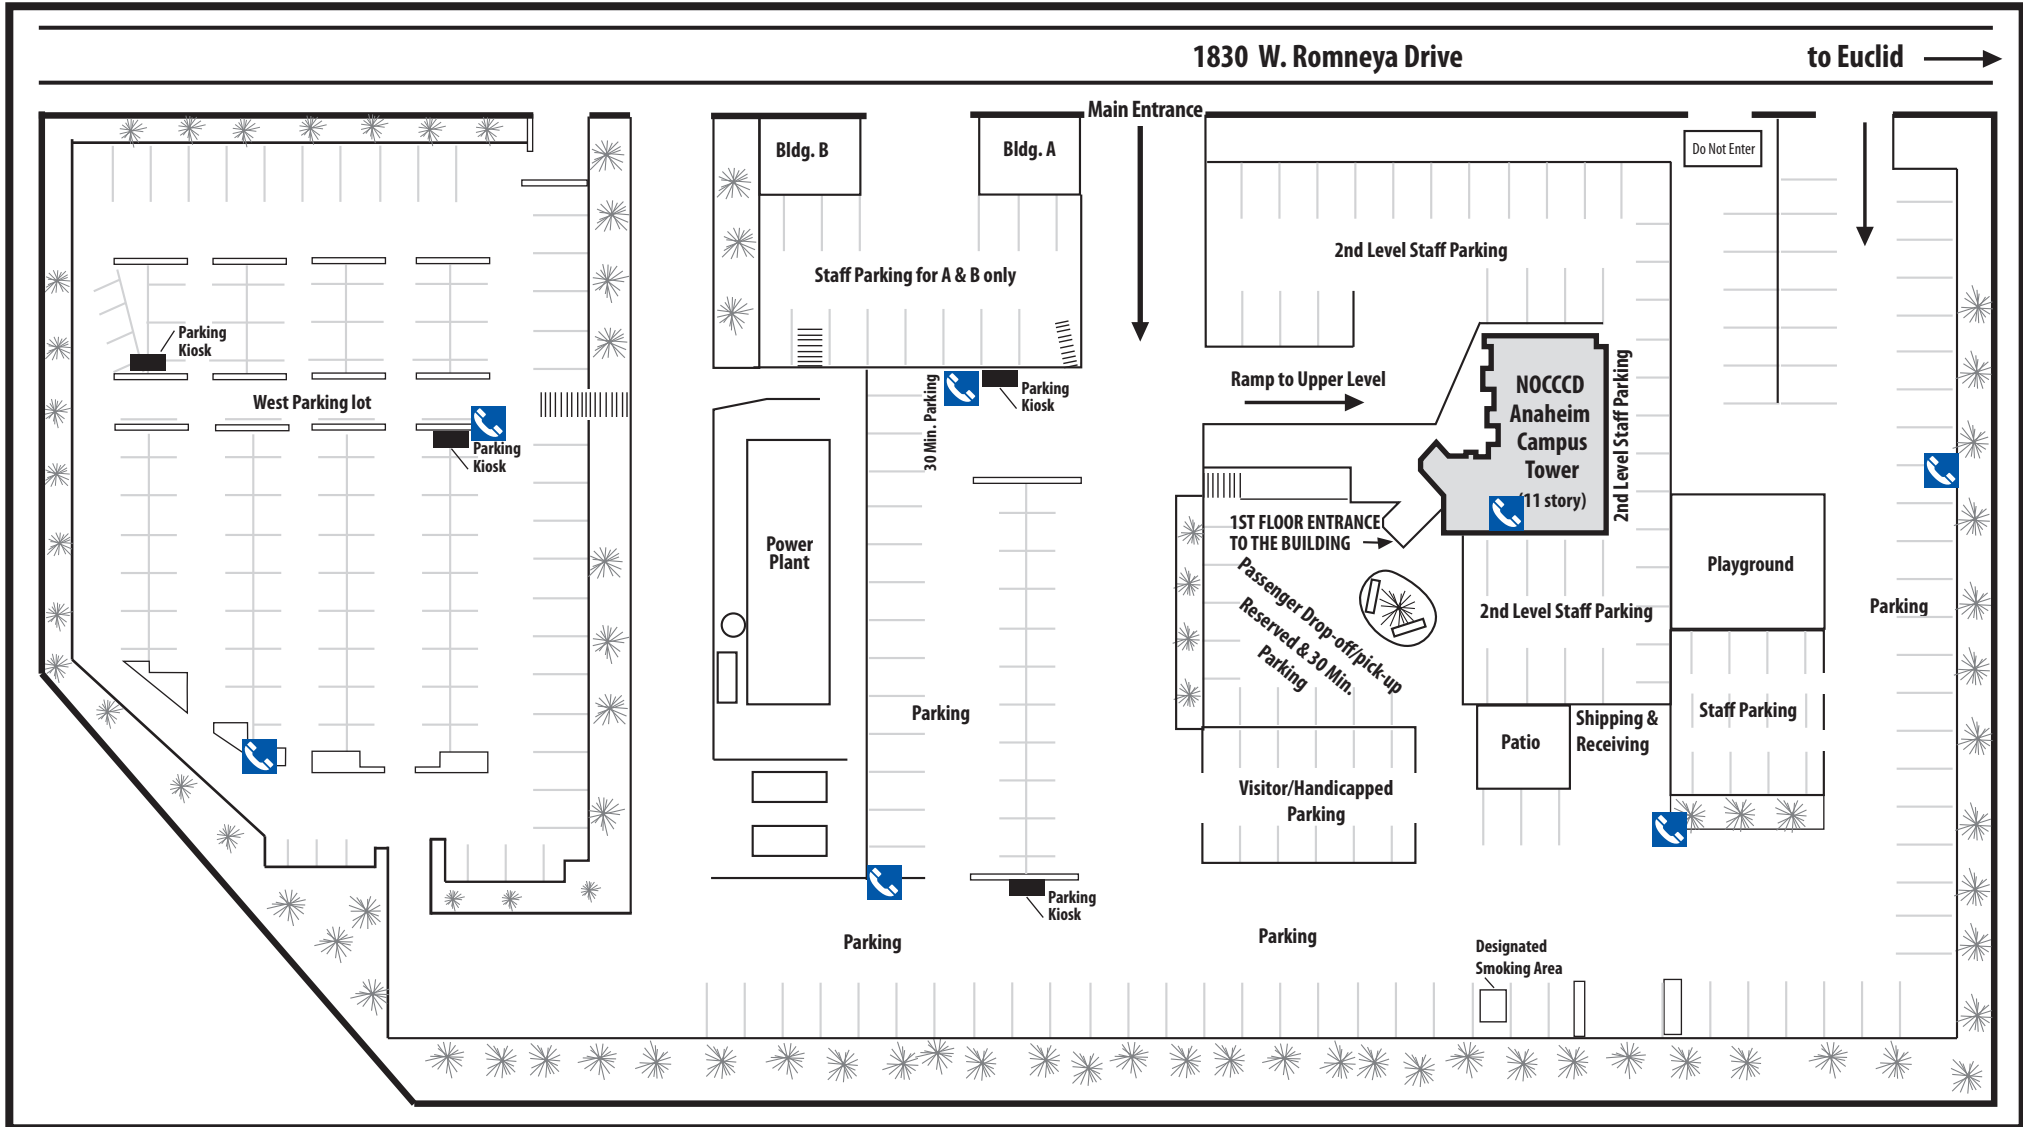 1830 W. Romneya Drive
to Euclid
Main Entrance
Bldg. B
Bldg. A
Do Not Enter
2nd Level Staff Parking
Staff Parking for A & B only
Parking
Kiosk
West Parking lot
Parking
Kiosk
30 Min. Parking
Parking
Kiosk
Ramp to Upper Level
NOCCCD
Anaheim
Campus
Tower
(11 story)
2nd Level Staff Parking
1ST FLOOR ENTRANCE
TO THE BUILDING
Power
Plant
Passenger Drop-off/pick-up
Reserved & 30 Min.
Parking
2nd Level Staff Parking
Playground
Parking
Parking
Patio
Shipping &
Receiving
Staff Parking
Visitor/Handicapped
Parking
Parking
Kiosk
Parking
Parking
Designated
Smoking Area